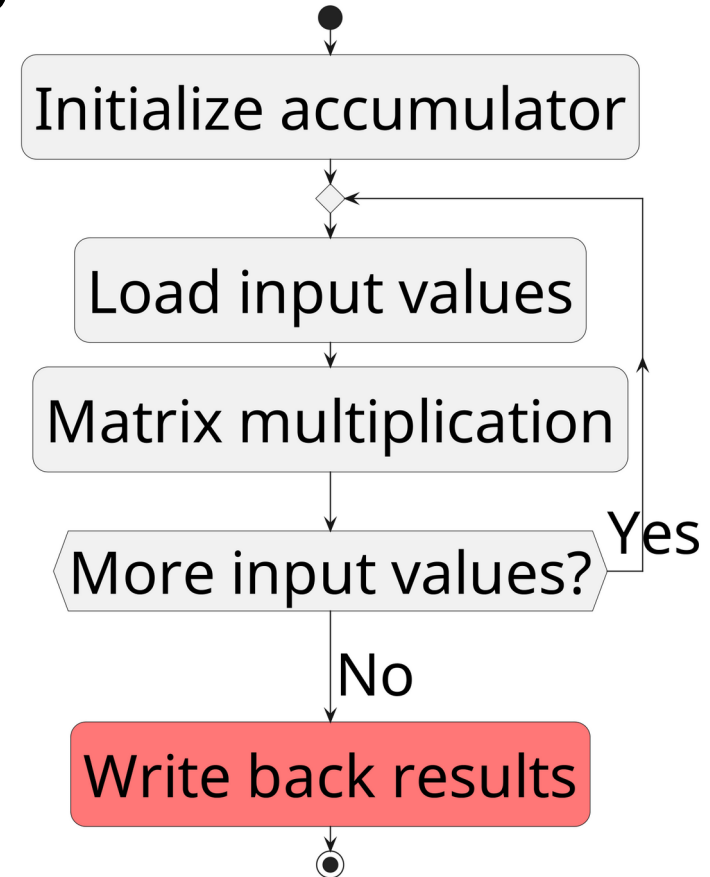 Initialize accumulator
Load input values
Matrix multiplication
More input values?
Yes
No
Write back results